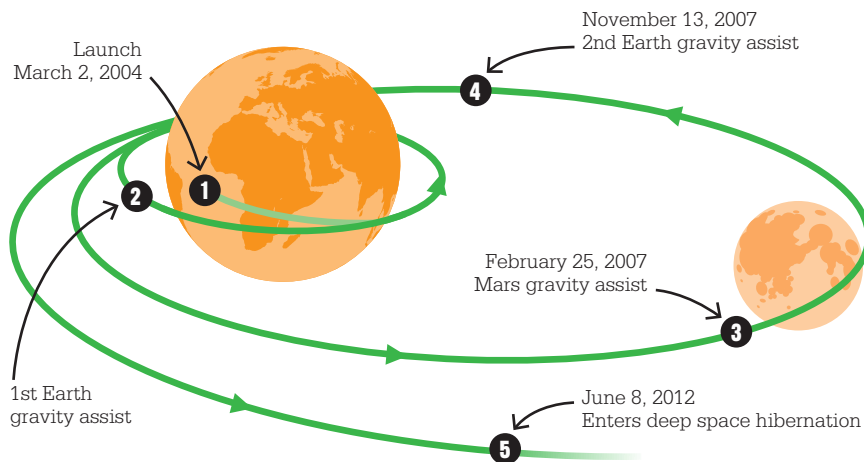 Launch
March 2, 2004
1
2
1st Earth
gravity assist
February 25, 2007
Mars gravity assist
3
November 13, 2007
2nd Earth gravity assist
4
June 8, 2012
Enters deep space hibernation
5